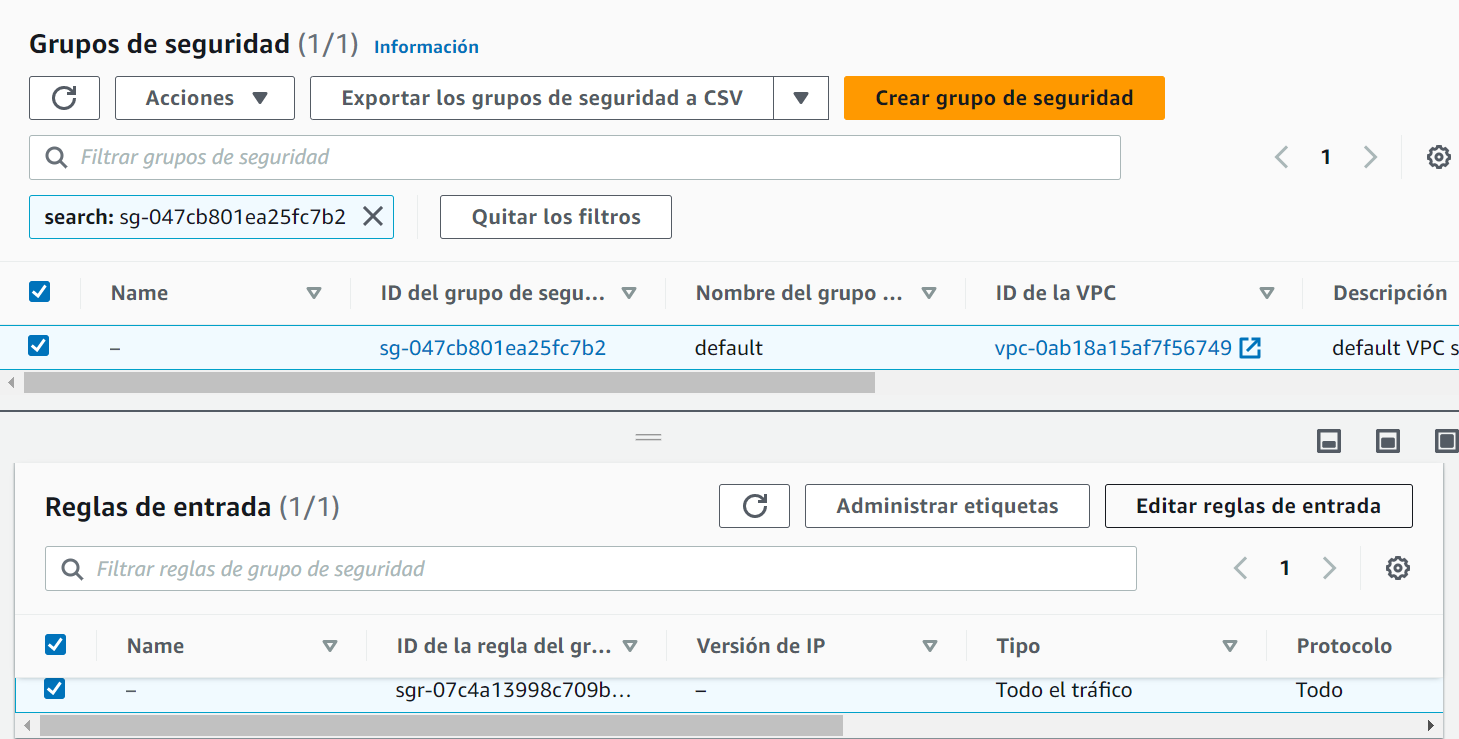 Grupos de seguridad (1/1) Información
Acciones Exportar los grupos de seguridad a CSV Crear grupo de seguridad
Filtrar grupos de seguridad 1
search: sg-047cb801ea25fc7b2 Quitar los filtros
Name ID del grupo de segu... Nombre del grupo ... ID de la VPC Descripción
– sg-047cb801ea25fc7b2 default vpc-0ab18a15af7f56749 default VPC s
Reglas de entrada (1/1) Administrar etiquetas Editar reglas de entrada
Filtrar reglas de grupo de seguridad 1
Name ID de la regla del gr... Versión de IP Tipo Protocolo
– sgr-07c4a13998c709b... – Todo el tráfico Todo